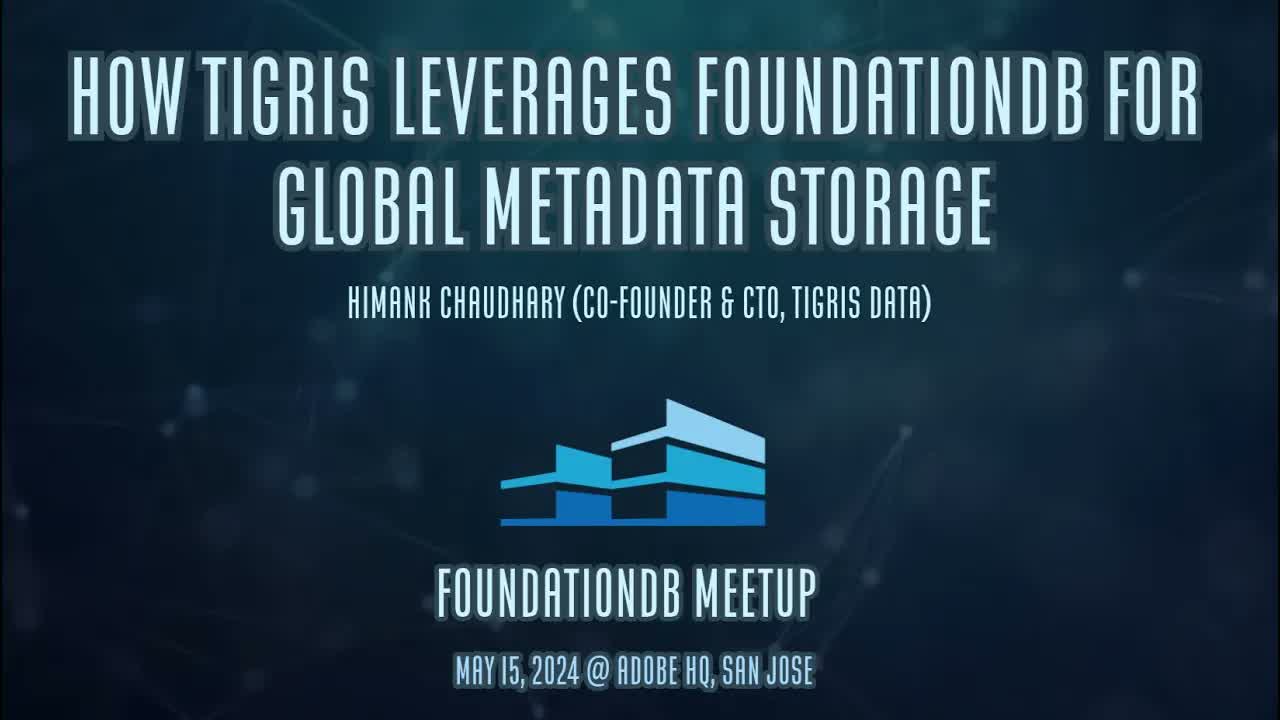 HOW TIGRIS LEVERAGES FOUNDATIONDB FOR
GLOBAL METADATA STORAGE
HIMANK CHAUDHARY (CO-FOUNDER & CTO, TIGRIS DATA)
FOUNDATIONDB MEETUP
MAY 15, 2024 @ ADOBE HQ, SAN JOSE